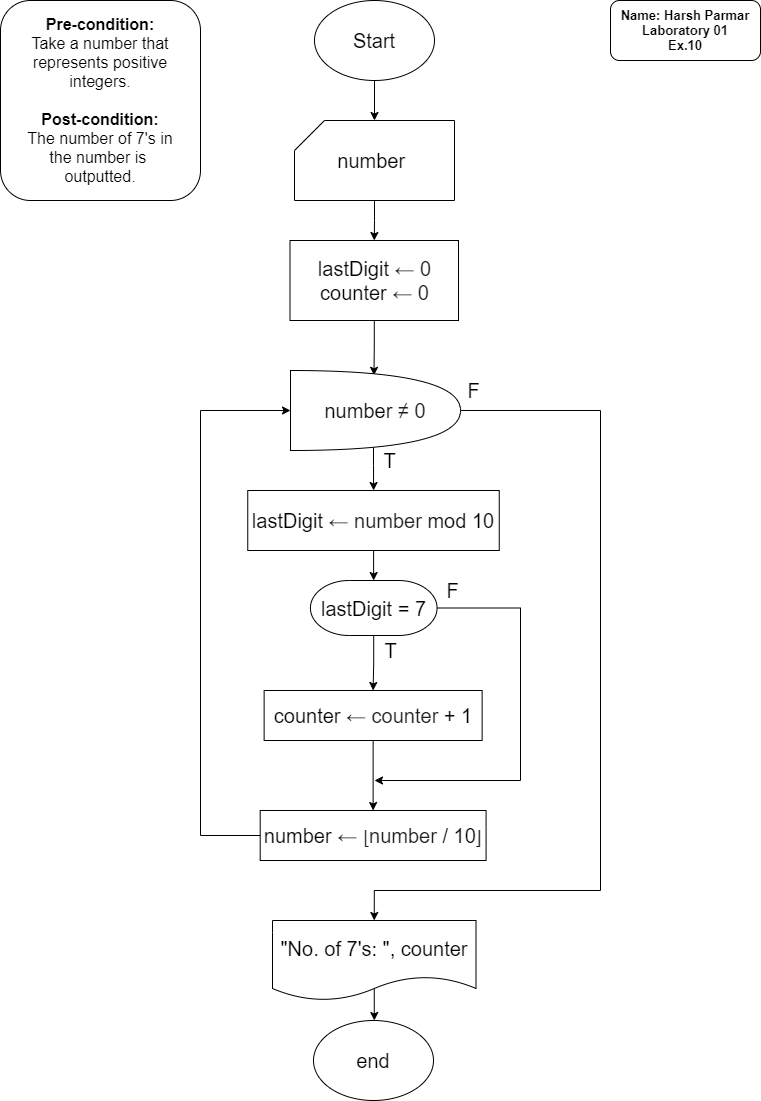 Pre-condition:
Take a number that
represents positive
integers.
Post-condition:
The number of 7's in
the number is
outputted.
Start
Name: Harsh Parmar
Laboratory 01
Ex.10
number
lastDigit ← 0
counter ← 0
number ≠ 0
F
T
lastDigit ← number mod 10
lastDigit = 7
F
T
counter ← counter + 1
number ← ⌊number / 10⌋
"No. of 7's: ", counter
end